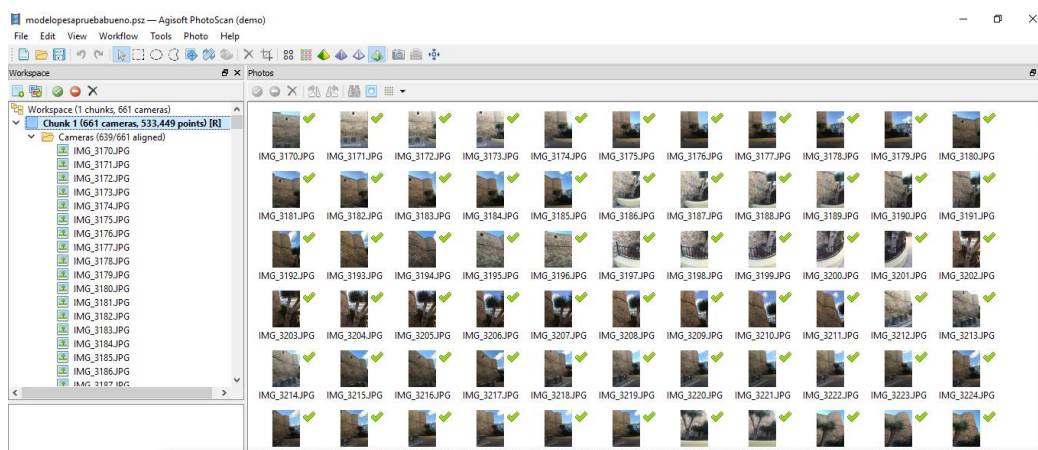 modelopesapruebabueno.psz — Agisoft PhotoScan (demo)
File Edit View Workflow Tools Photo Help
Workspace
Photos
Workspace (1 chunks, 661 cameras)
Chunk 1 (661 cameras, 533,449 points) [R]
Cameras (639/661 aligned)
IMG_3170.JPG
IMG_3171.JPG
IMG_3172.JPG
IMG_3173.JPG
IMG_3174.JPG
IMG_3175.JPG
IMG_3176.JPG
IMG_3177.JPG
IMG_3178.JPG
IMG_3179.JPG
IMG_3180.JPG
IMG_3181.JPG
IMG_3182.JPG
IMG_3183.JPG
IMG_3184.JPG
IMG_3185.JPG
IMG_3186.JPG
IMG_3187.JPG
IMG_3170.JPG IMG_3171.JPG IMG_3172.JPG IMG_3173.JPG IMG_3174.JPG IMG_3175.JPG IMG_3176.JPG IMG_3177.JPG IMG_3178.JPG IMG_3179.JPG IMG_3180.JPG
IMG_3181.JPG IMG_3182.JPG IMG_3183.JPG IMG_3184.JPG IMG_3185.JPG IMG_3186.JPG IMG_3187.JPG IMG_3188.JPG IMG_3189.JPG IMG_3190.JPG IMG_3191.JPG
IMG_3192.JPG IMG_3193.JPG IMG_3194.JPG IMG_3195.JPG IMG_3196.JPG IMG_3197.JPG IMG_3198.JPG IMG_3199.JPG IMG_3200.JPG IMG_3201.JPG IMG_3202.JPG
IMG_3203.JPG IMG_3204.JPG IMG_3205.JPG IMG_3206.JPG IMG_3207.JPG IMG_3208.JPG IMG_3209.JPG IMG_3210.JPG IMG_3211.JPG IMG_3212.JPG IMG_3213.JPG
IMG_3214.JPG IMG_3215.JPG IMG_3216.JPG IMG_3217.JPG IMG_3218.JPG IMG_3219.JPG IMG_3220.JPG IMG_3221.JPG IMG_3222.JPG IMG_3223.JPG IMG_3224.JPG